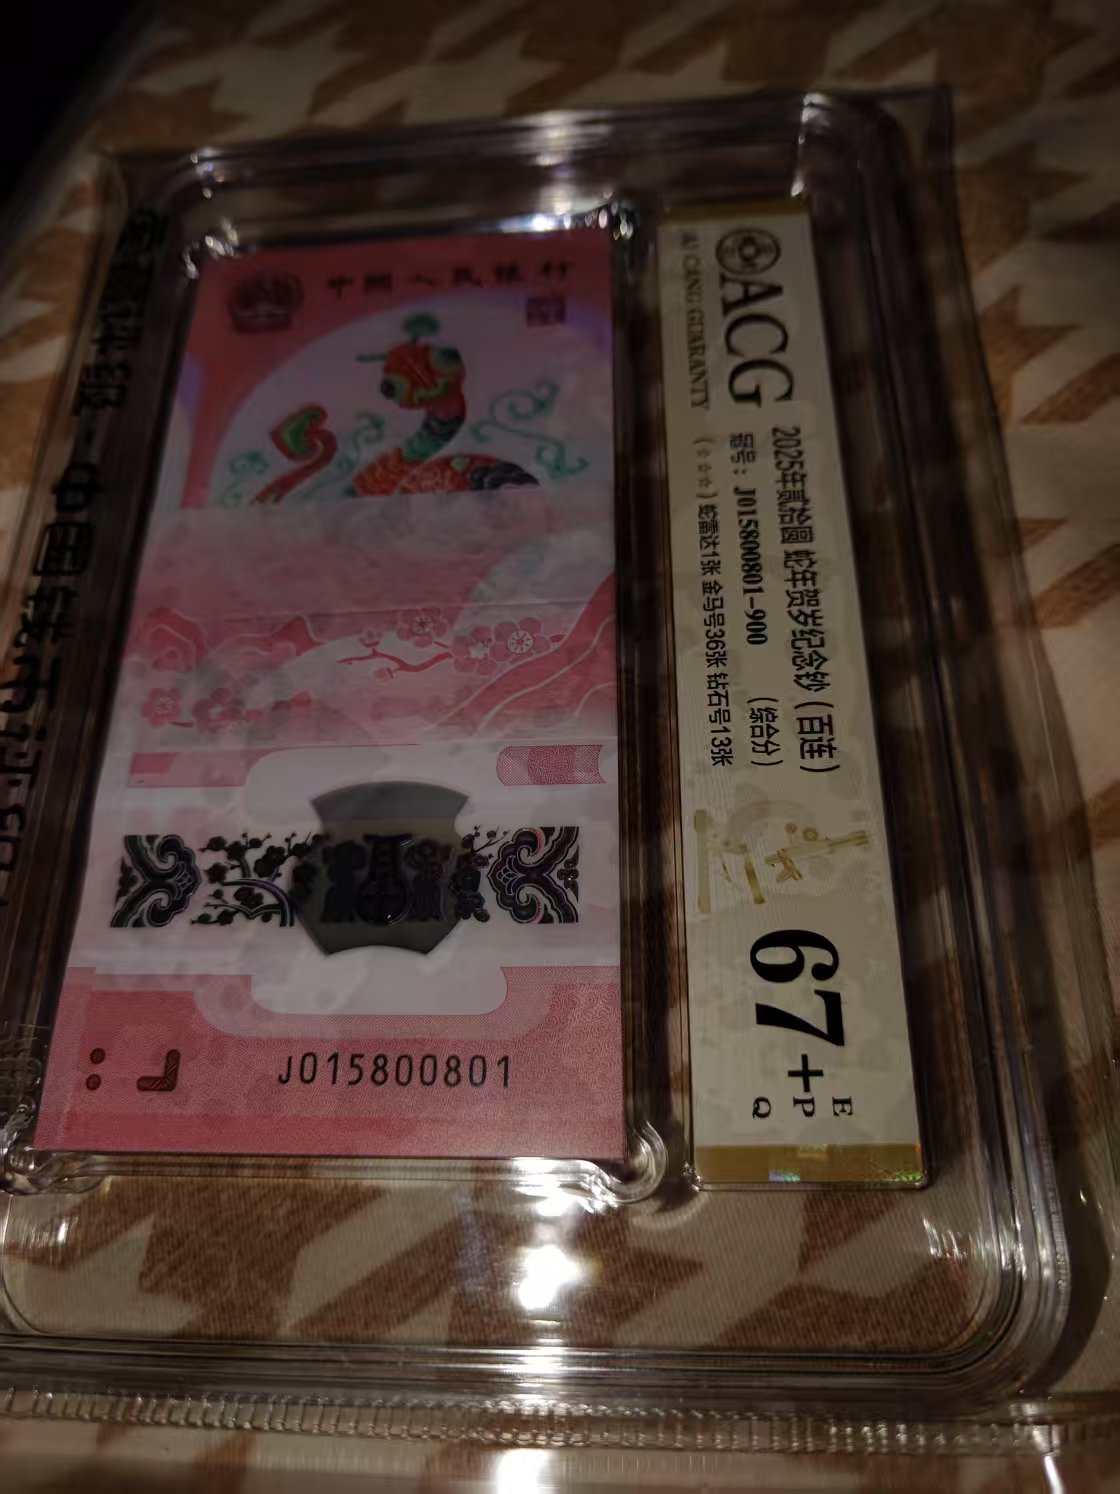 中国人民银行
J015800801
ACG
AI CANG GUARANTY
2025年贰拾圆 蛇年贺岁纪念钞（百连）
冠号：J015800801-900 （综合分）
（☆☆☆）蛇雷达1张 金号号36张 钻石号13张
67+
E
P
Q